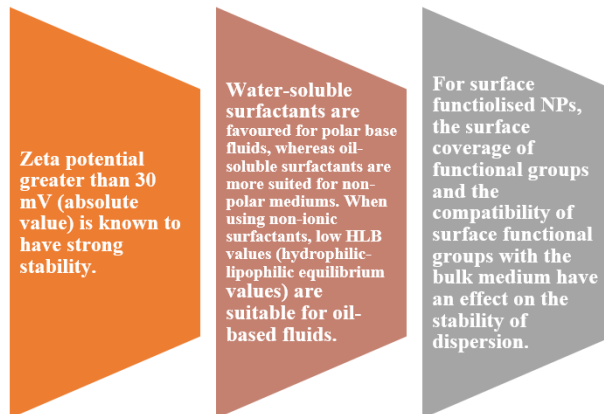 Zeta potential
greater than 30
mV (absolute
value) is known to
have strong
stability.
Water-soluble
surfactants are
favoured for polar base
fluids, whereas oil-
soluble surfactants are
more suited for non-
polar mediums. When
using non-ionic
surfactants, low HLB
values (hydrophilic-
lipophilic equilibrium
values) are
suitable for oil-
based fluids.
For surface
functiolised NPs,
the surface
coverage of
functional groups
and the
compatibility of
surface functional
groups with the
bulk medium have
an effect on the
stability of
dispersion.